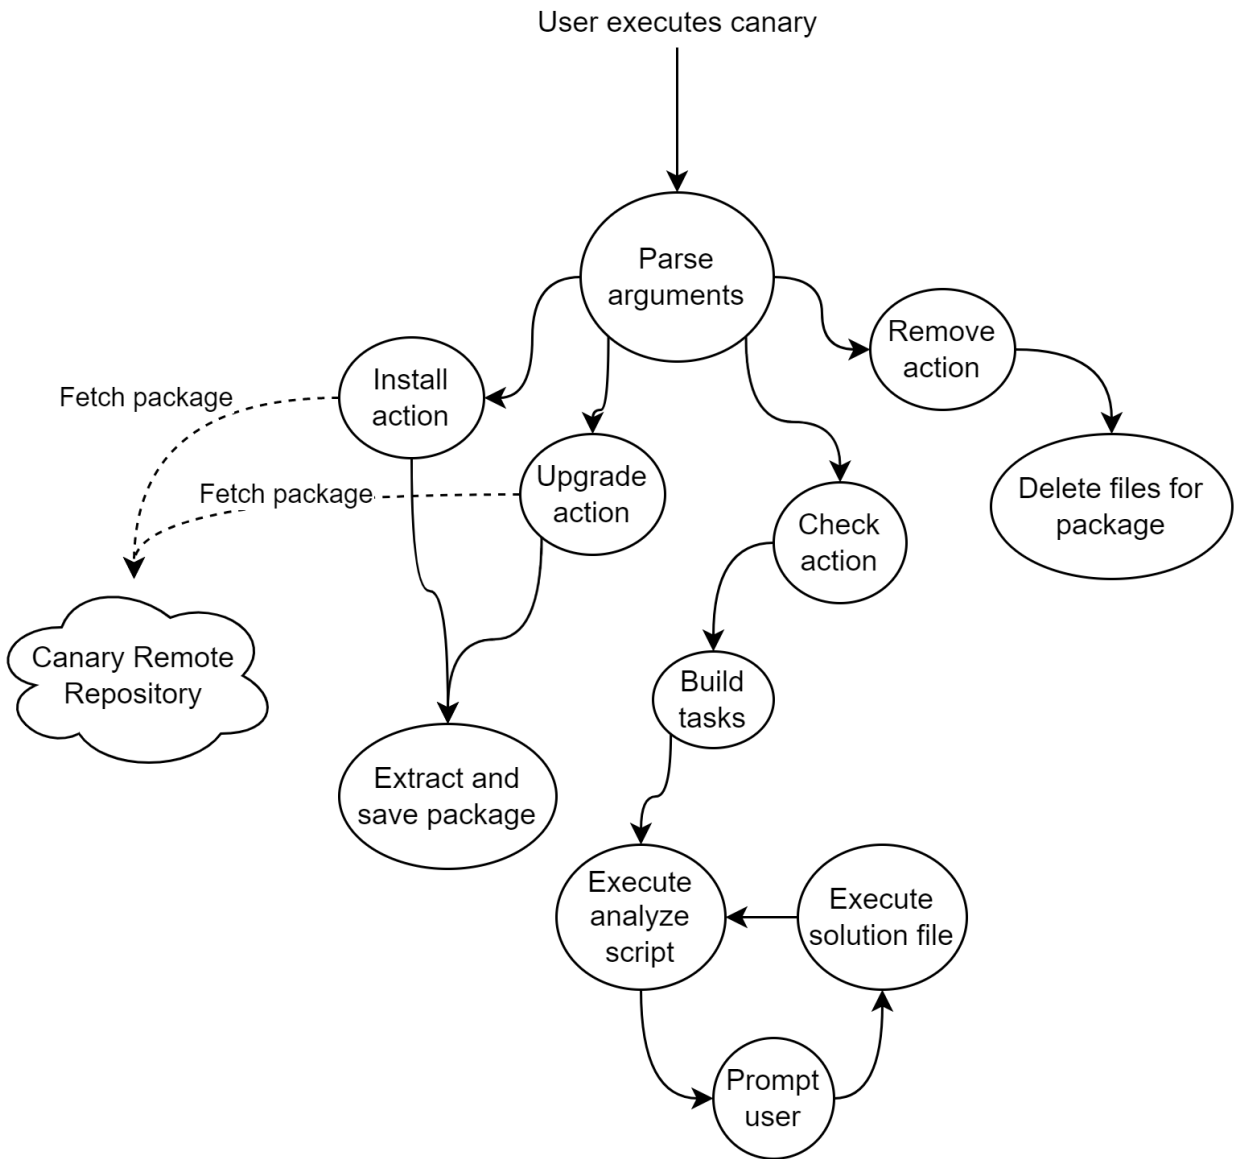 User executes canary
Parse
arguments
Remove
action
Install
action
Fetch package
Upgrade
action
Fetch package
Delete files for
package
Check
action
Canary Remote
Repository
Build
tasks
Extract and
save package
Execute
analyze
script
Execute
solution file
Prompt
user